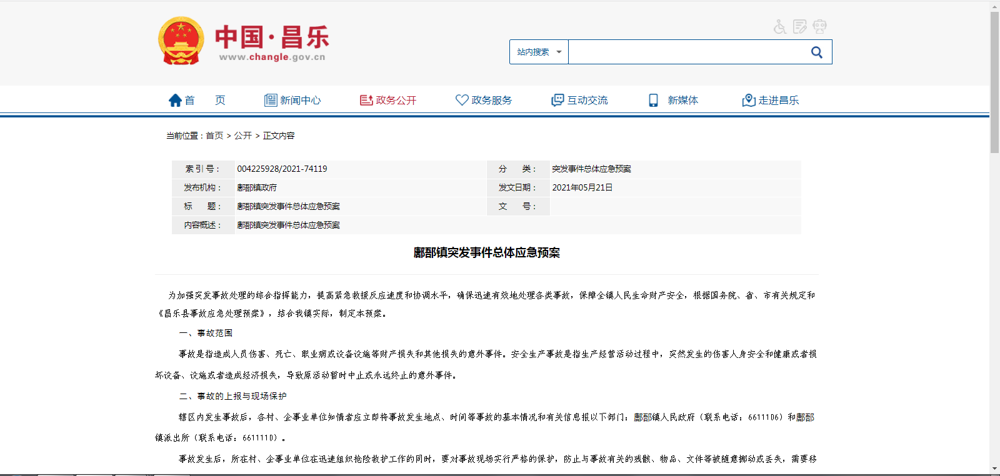 中国·昌乐
www.changle.gov.cn
站内搜索
首 页 新闻中心 政务公开 政务服务 互动交流 新媒体 走进昌乐
当前位置：首页 > 公开 > 正文内容
索 引 号： 004225928/2021-74119 分 类： 突发事件总体应急预案
发布机构： 鄌郚镇政府 发文日期： 2021年05月21日
标 题： 鄌郚镇突发事件总体应急预案 文 号：
内容概述： 鄌郚镇突发事件总体应急预案
鄌郚镇突发事件总体应急预案
为加强突发事故处理的综合指挥能力，提高紧急救援反应速度和协调水平，确保迅速有效地处理各类事故，保障全镇人民生命财产安全，根据国务院、省、市有关规定和
《昌乐县事故应急处理预案》，结合我镇实际，制定本预案。
一、事故范围
事故是指造成人员伤害、死亡、职业病或设备设施等财产损失和其他损失的意外事件。安全生产事故是指生产经营活动过程中，突然发生的伤害人身安全和健康或者损
坏设备、设施或者造成经济损失，导致原活动暂时中止或永远终止的意外事件。
二、事故的上报与现场保护
辖区内发生事故后，各村、企事业单位知情者应立即将事故发生地点、时间等事故的基本情况和有关信息报以下部门：鄌郚镇人民政府（联系电话：6611106）和鄌郚
镇派出所（联系电话：6611110）。
事故发生后，所在村、企事业单位在迅速组织抢险救护工作的同时，要对事故现场实行严格的保护，防止与事故有关的残骸、物品、文件等被随意挪动或丢失，需要移